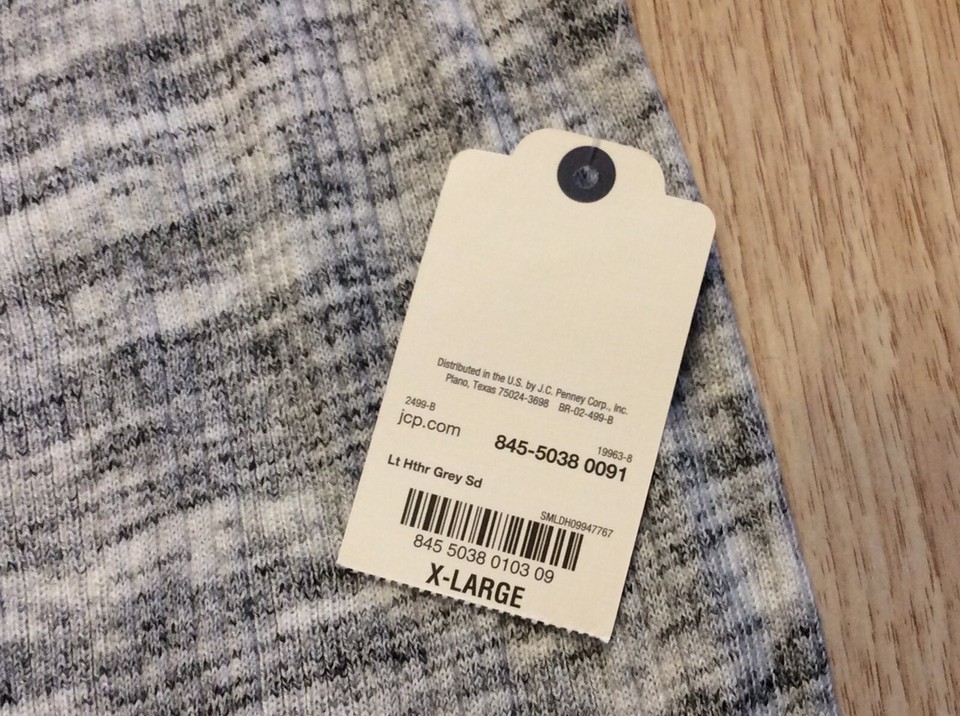 Distributed in the U.S. by J.C. Penney Corp., Inc.
Plano, Texas 75024-3698 BR-02-499-B
2499-B
jcp.com
19963-8
845-5038 0091
Lt Hthr Grey Sd
SMLDH09947767
845 5038 0103 09
X-LARGE